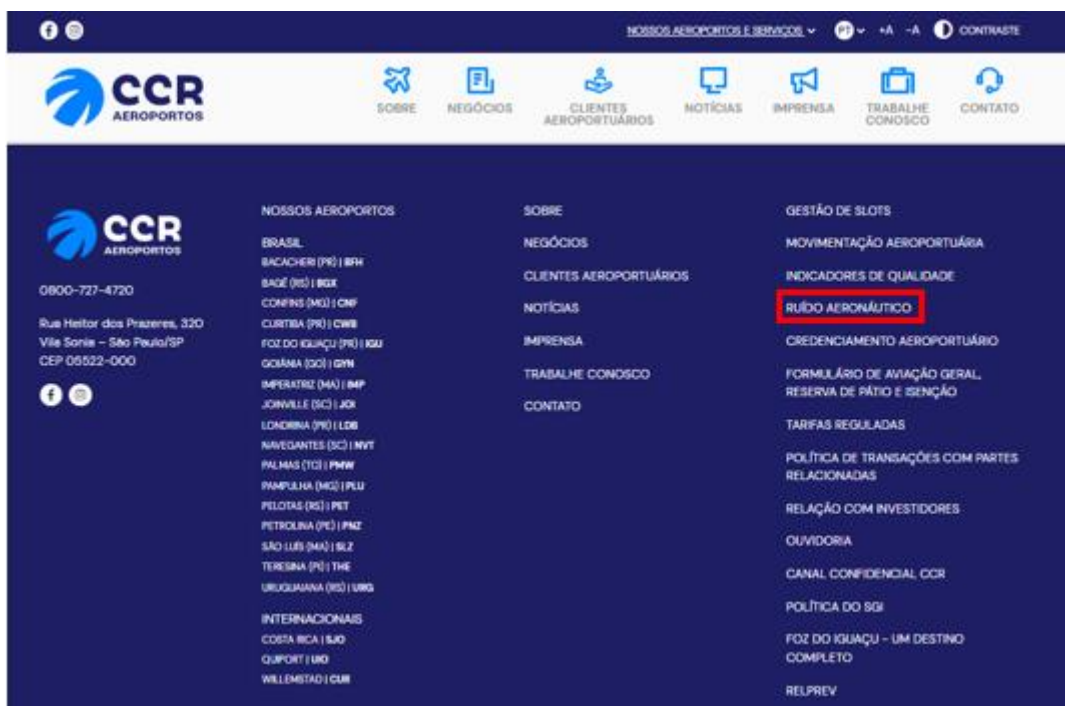 NOSSOS AEROPORTOS E SERVIÇOS
PT
+A -A
CONTRASTE
CCR
AEROPORTOS
SOBRE
NEGÓCIOS
CLIENTES
AEROPORTUÁRIOS
NOTÍCIAS
IMPRENSA
TRABALHE
CONOSCO
CONTATO
CCR
AEROPORTOS
0800-727-4720
Rua Heitor dos Prazeres, 320
Vila Sonia – São Paulo/SP
CEP 05522-000
NOSSOS AEROPORTOS
BRASIL
BACACHERI (PR) | BFH
BAGÉ (RS) | BGX
CONFINS (MG) | CNF
CURITIBA (PR) | CWB
FOZ DO IGUAÇU (PR) | IGU
GOIÂNIA (GO) | GYN
IMPERATRIZ (MA) | IMP
JOINVILLE (SC) | JOI
LONDRINA (PR) | LDB
NAVEGANTES (SC) | NVT
PALMAS (TO) | PMW
PAMPULHA (MG) | PLU
PELOTAS (RS) | PET
PETROLINA (PE) | PNZ
SÃO LUÍS (MA) | SLZ
TERESINA (PI) | THE
URUGUAIANA (RS) | URG
INTERNACIONAIS
COSTA RICA | SJO
QUIPORT | UIO
WILLEMSTAD | CUR
SOBRE
NEGÓCIOS
CLIENTES AEROPORTUÁRIOS
NOTÍCIAS
IMPRENSA
TRABALHE CONOSCO
CONTATO
GESTÃO DE SLOTS
MOVIMENTAÇÃO AEROPORTUÁRIA
INDICADORES DE QUALIDADE
RUÍDO AERONÁUTICO
CREDENCIAMENTO AEROPORTUÁRIO
FORMULÁRIO DE AVIAÇÃO GERAL,
RESERVA DE PÁTIO E ISENÇÃO
TARIFAS REGULADAS
POLÍTICA DE TRANSAÇÕES COM PARTES
RELACIONADAS
RELAÇÃO COM INVESTIDORES
OUVIDORIA
CANAL CONFIDENCIAL CCR
POLÍTICA DO SGI
FOZ DO IGUAÇU – UM DESTINO
COMPLETO
RELPREV